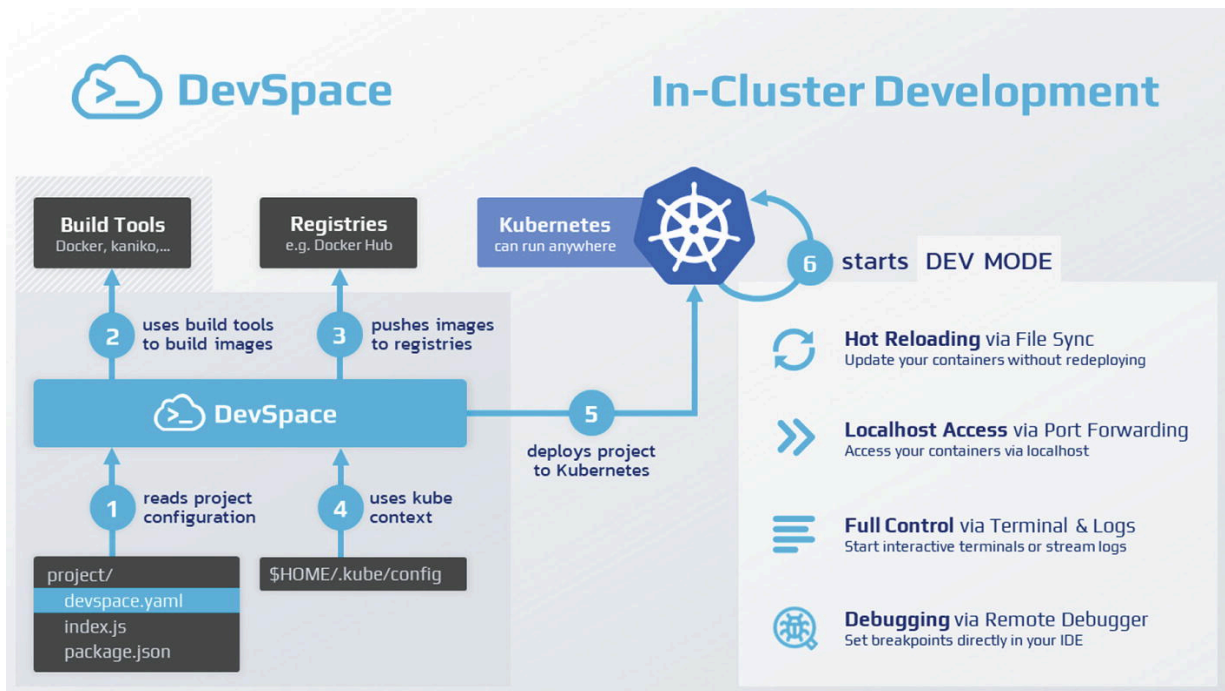 DevSpace
In-Cluster Development
Build Tools
Docker, kaniko,...
Registries
e.g. Docker Hub
Kubernetes
can run anywhere
6 starts DEV MODE
2 uses build tools
to build images
3 pushes images
to registries
DevSpace
5
deploys project
to Kubernetes
1 reads project
configuration
4 uses kube
context
project/
devspace.yaml
index.js
package.json
$HOME/.kube/config
Hot Reloading via File Sync
Update your containers without redeploying
Localhost Access via Port Forwarding
Access your containers via localhost
Full Control via Terminal & Logs
Start interactive terminals or stream logs
Debugging via Remote Debugger
Set breakpoints directly in your IDE